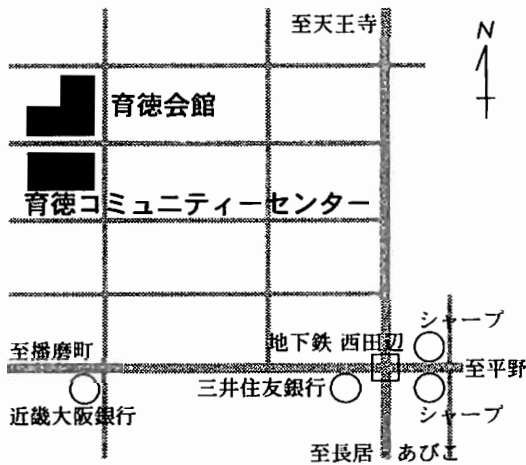 至天王寺
N
育徳会館
育徳コミュニティーセンター
シャープ
地下鉄 西田辺
至播磨町
至平野
三井住友銀行
近畿大阪銀行
シャープ
至長居 あびこ